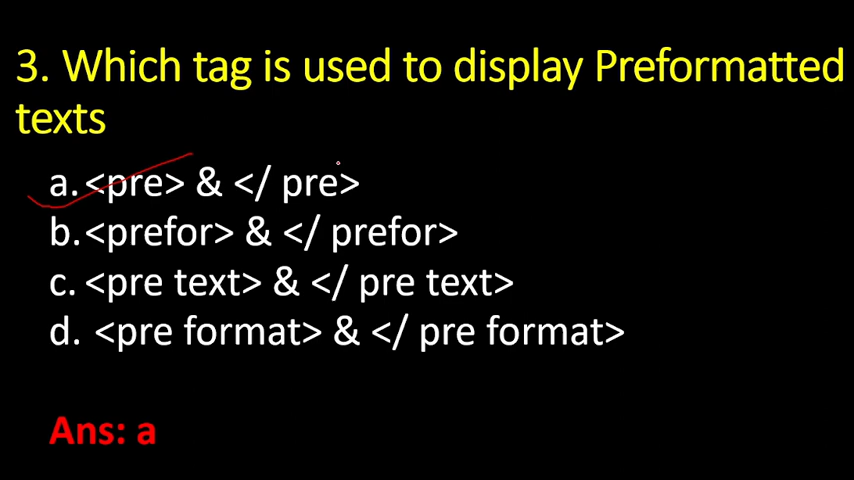 3. Which tag is used to display Preformatted
texts
a. <pre> & </ pre>
b. <prefor> & </ prefor>
c. <pre text> & </ pre text>
d. <pre format> & </ pre format>
Ans: a